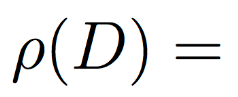 ρ(D) =